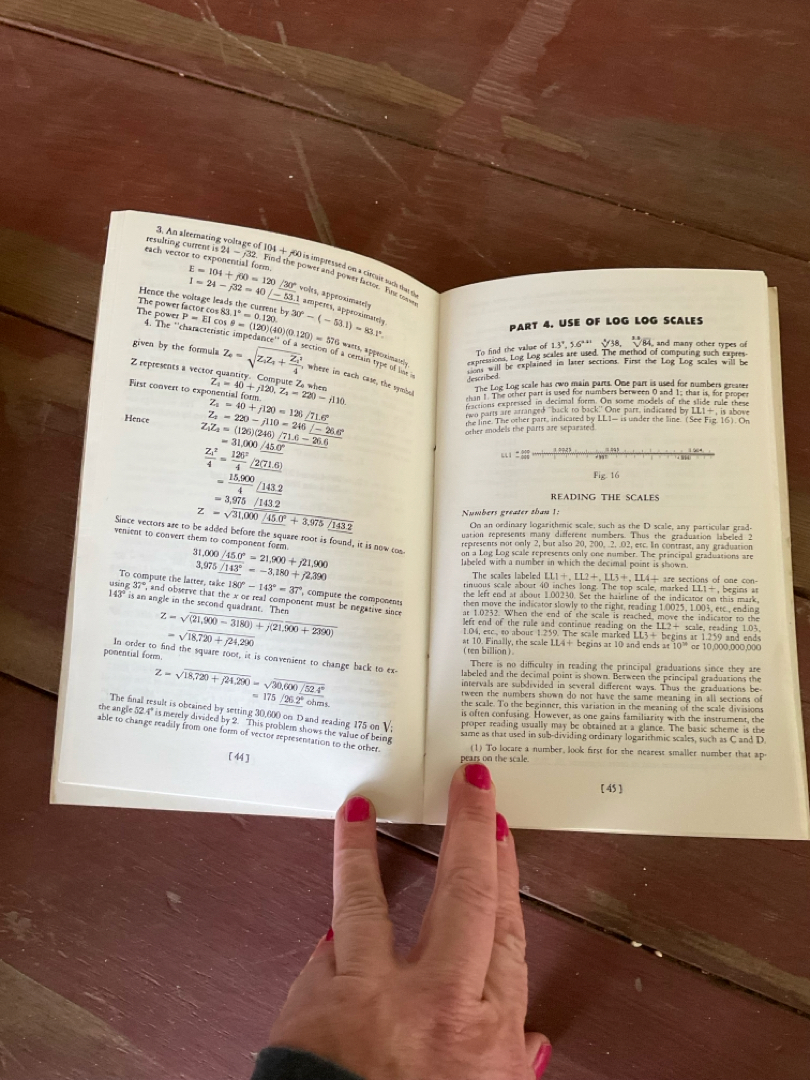 3. An alternating voltage of 104 + j60 is impressed on a circuit such that the
resulting current is 24 − j32. Find the power and power factor. First convert
each vector to exponential form.
E = 104 + j60 = 120 /30° volts, approximately
I = 24 − j32 = 40 /− 53.1 amperes, approximately.
Hence the voltage leads the current by 30° − ( − 53.1) = 83.1°.
The power factor cos 83.1° = 0.120.
The power P = EI cos θ = (120)(40)(0.120) = 576 watts, approximately.
4. The "characteristic impedance" of a section of a certain type of line is
given by the formula Z₀ = √(Z₁Z₂ + Z₁²/4), where in each case, the symbol
Z represents a vector quantity. Compute Z₀ when
Z₁ = 40 + j120, Z₂ = 220 − j110.
First convert to exponential form.
Z₁ = 40 + j120 = 126 /71.6°
Z₂ = 220 − j110 = 246 /− 26.6°
Hence Z₁Z₂ = (126)(246) /71.6 − 26.6
= 31,000 /45.0°
Z₁²/4 = 126²/4 /2(71.6)
= 15,900/4 /143.2
= 3,975 /143.2
Z = √31,000 /45.0° + 3,975 /143.2
Since vectors are to be added before the square root is found, it is now con-
venient to convert them to component form.
31,000 /45.0° = 21,900 + j21,900
3,975 /143° = −3,180 + j2,390
To compute the latter, take 180° − 143° = 37°, compute the components
using 37°, and observe that the x or real component must be negative since
143° is an angle in the second quadrant. Then
Z = √(21,900 − 3180) + j(21,900 + 2390)
= √18,720 + j24,290
In order to find the square root, it is convenient to change back to ex-
ponential form.
Z = √18,720 + j24,290 = √30,600 /52.4°
= 175 /26.2° ohms.
The final result is obtained by setting 30,600 on D and reading 175 on √;
the angle 52.4° is merely divided by 2. This problem shows the value of being
able to change readily from one form of vector representation to the other.
[ 44 ]
PART 4. USE OF LOG LOG SCALES
To find the value of 1.5⁵, ∛38, and many other types of
expressions, Log Log scales are used. The method of computing such expres-
sions will be explained in later sections. First the Log Log scales will be
described.
The Log Log scale has two main parts. One part is used for numbers greater
than 1. The other part is used for numbers between 0 and 1; that is, for proper
fractions expressed in decimal form. On some models of the slide rule these
two parts are arranged "back to back" One part, indicated by LL1+, is above
the line. The other part, indicated by LL1− is under the line. (See Fig. 16). On
other models the parts are separated.
LL1
Fig. 16
READING THE SCALES
Numbers greater than 1:
On an ordinary logarithmic scale, such as the D scale, any particular grad-
uation represents many different numbers. Thus the graduation labeled 2
represents not only 2, but also 20, 200, .2, .02, etc. In contrast, any graduation
on a Log Log scale represents only one number. The principal graduations are
labeled with a number in which the decimal point is shown.
The scales labeled LL1+, LL2+, LL3+, LL4+ are sections of one con-
tinuous scale about 40 inches long. The top scale, marked LL1+, begins at
the left end at about 1.00230. Set the hairline of the indicator on this mark,
then move the indicator slowly to the right, reading 1.0025, 1.003, etc., ending
at 1.0232. When the end of the scale is reached, move the indicator to the
left end of the rule and continue reading on the LL2+ scale, reading 1.03,
1.04, etc., to about 1.259. The scale marked LL3+ begins at 1.259 and ends
at 10. Finally, the scale LL4+ begins at 10 and ends at 10¹⁰ or 10,000,000,000
(ten billion).
There is no difficulty in reading the principal graduations since they are
labeled and the decimal point is shown. Between the principal graduations the
intervals are subdivided in several different ways. Thus the graduations be-
tween the numbers shown do not have the same meaning in all sections of
the scale. To the beginner, this variation in the meaning of the scale divisions
is often confusing. However, as one gains familiarity with the instrument, the
proper reading usually may be obtained at a glance. The basic scheme is the
same as that used in sub-dividing ordinary logarithmic scales, such as C and D.
(1) To locate a number, look first for the nearest smaller number that ap-
pears on the scale.
[ 45 ]